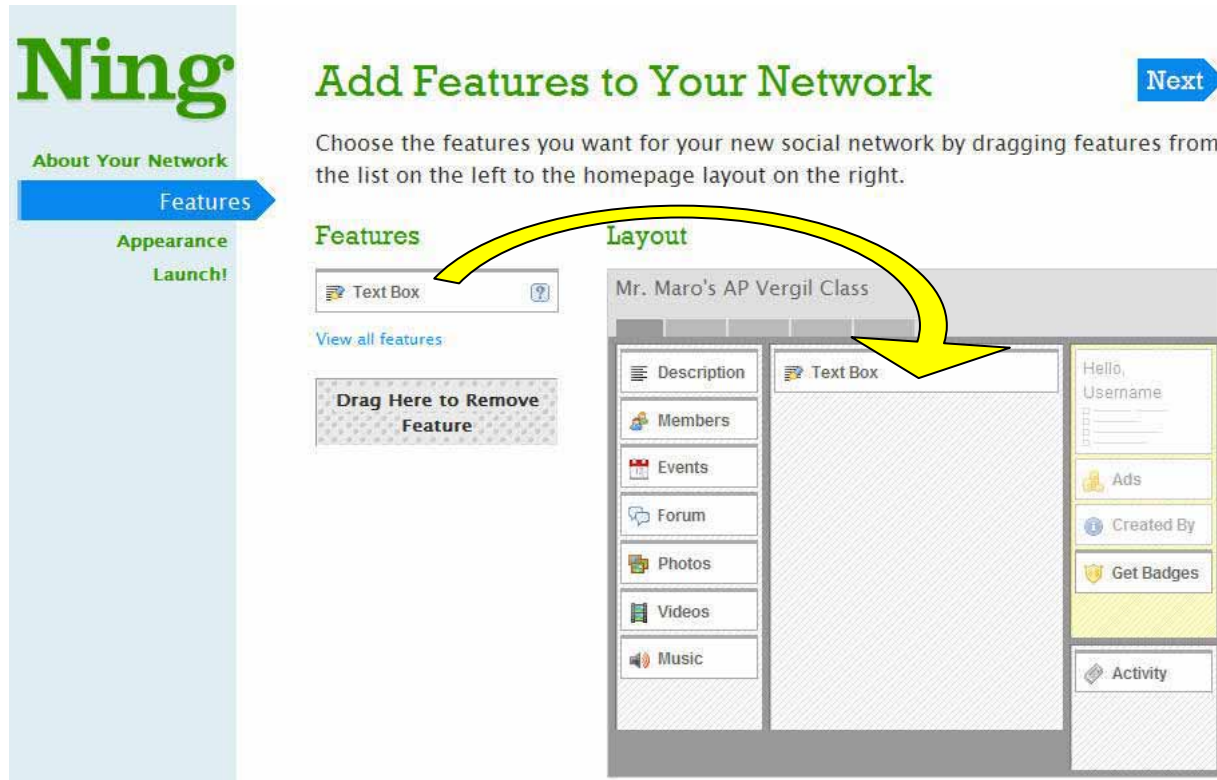 Ning
About Your Network
Features
Appearance
Launch!
Add Features to Your Network
Next
Choose the features you want for your new social network by dragging features from
the list on the left to the homepage layout on the right.
Features
Text Box
?
View all features
Drag Here to Remove
Feature
Layout
Mr. Maro's AP Vergil Class
Description
Members
Events
Forum
Photos
Videos
Music
Text Box
Hello,
Username
Ads
Created By
Get Badges
Activity